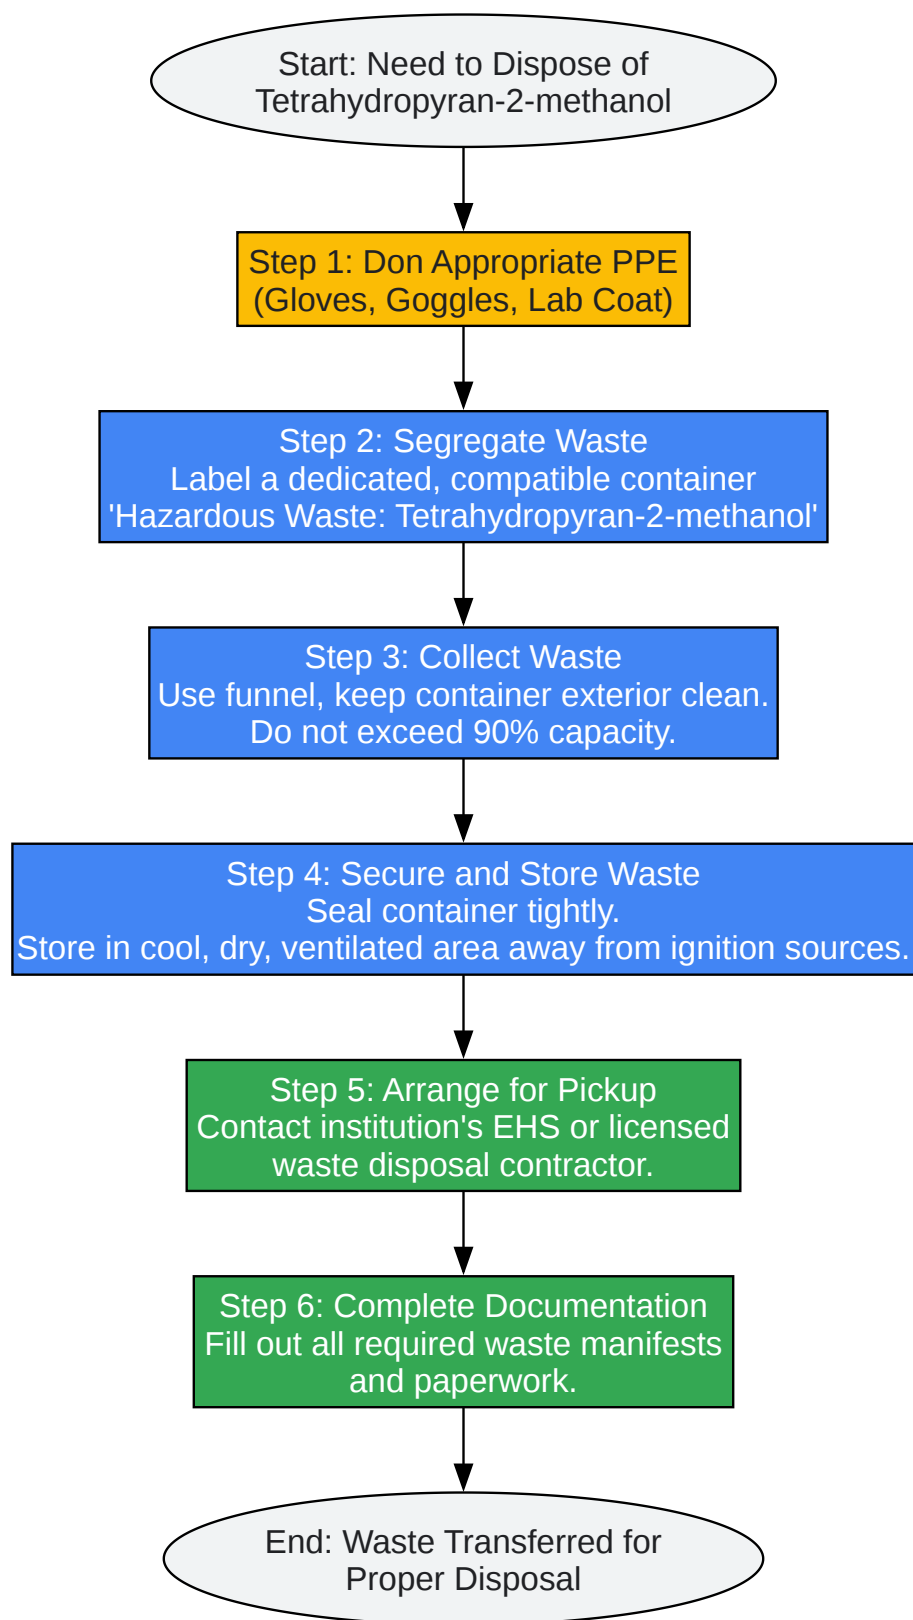 Start: Need to Dispose of
Tetrahydropyran-2-methanol
Step 1: Don Appropriate PPE
(Gloves, Goggles, Lab Coat)
Step 2: Segregate Waste
Label a dedicated, compatible container
'Hazardous Waste: Tetrahydropyran-2-methanol'
Step 3: Collect Waste
Use funnel, keep container exterior clean.
Do not exceed 90% capacity.
Step 4: Secure and Store Waste
Seal container tightly.
Store in cool, dry, ventilated area away from ignition sources.
Step 5: Arrange for Pickup
Contact institution's EHS or licensed
waste disposal contractor.
Step 6: Complete Documentation
Fill out all required waste manifests
and paperwork.
End: Waste Transferred for
Proper Disposal